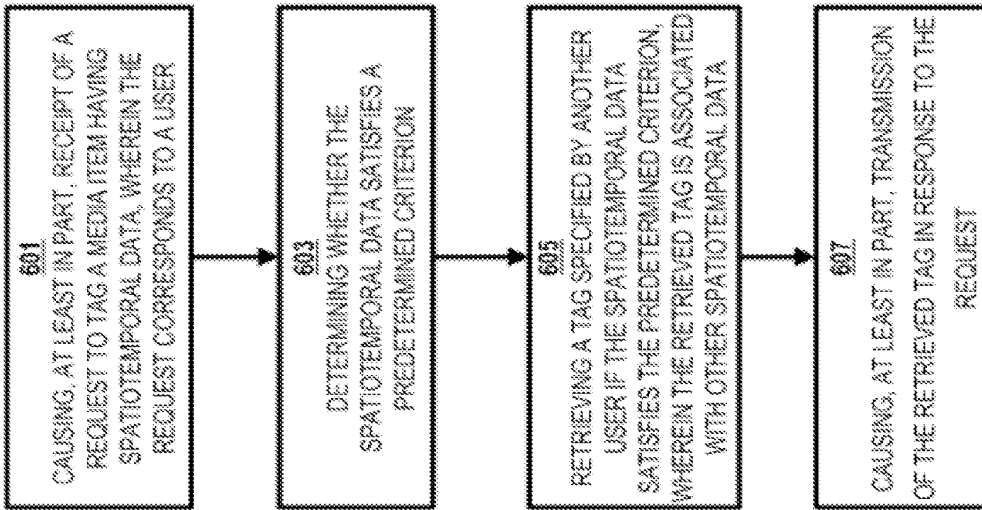 601
CAUSING, AT LEAST IN PART, RECEIPT OF A
REQUEST TO TAG A MEDIA ITEM HAVING
SPATIOTEMPORAL DATA, WHEREIN THE
REQUEST CORRESPONDS TO A USER
603
DETERMINING WHETHER THE
SPATIOTEMPORAL DATA SATISFIES A
PREDETERMINED CRITERION
605
RETRIEVING A TAG SPECIFIED BY ANOTHER
USER IF THE SPATIOTEMPORAL DATA
SATISFIES THE PREDETERMINED CRITERION,
WHEREIN THE RETRIEVED TAG IS ASSOCIATED
WITH OTHER SPATIOTEMPORAL DATA
607
CAUSING, AT LEAST IN PART, TRANSMISSION
OF THE RETRIEVED TAG IN RESPONSE TO THE
REQUEST